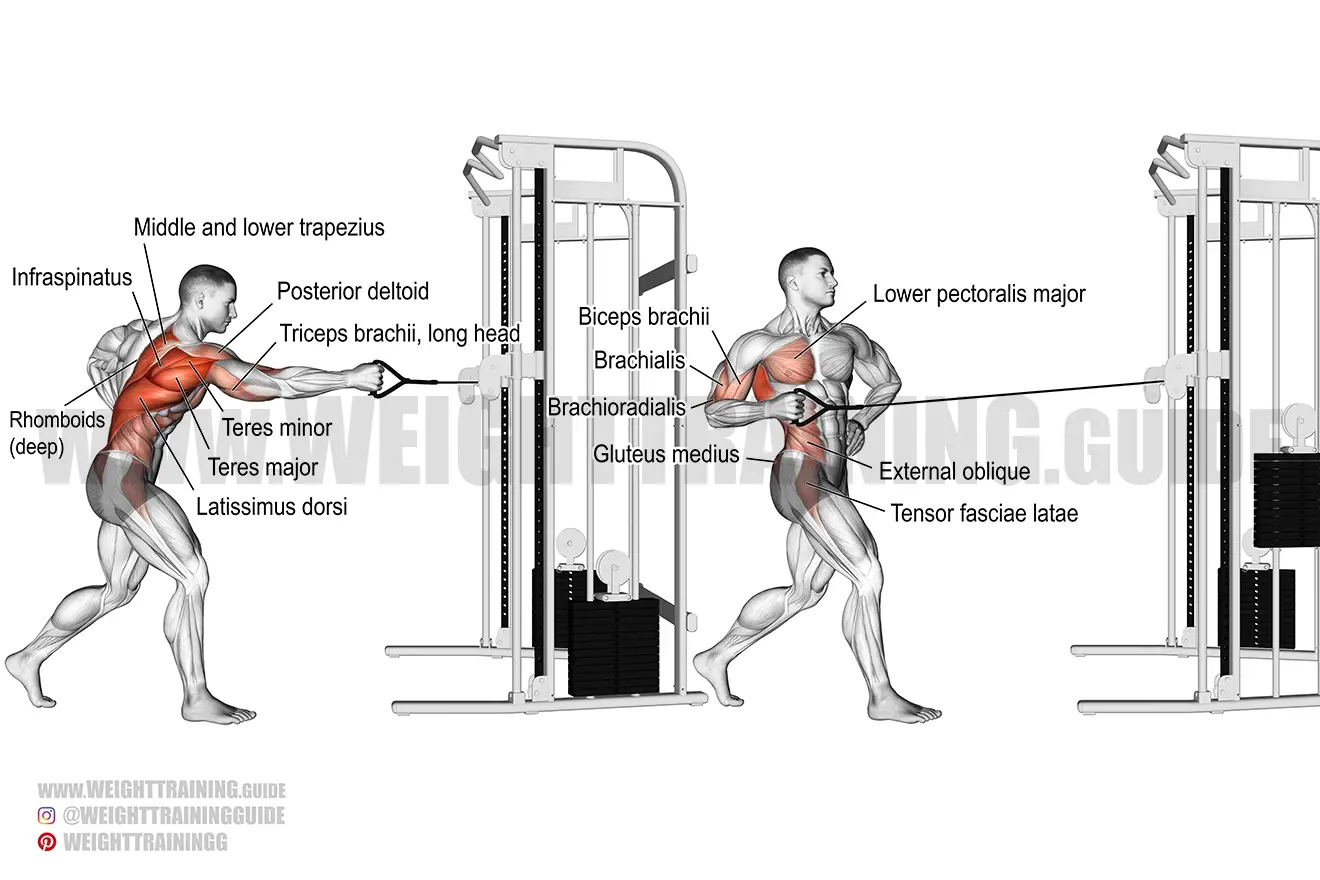 Middle and lower trapezius
Infraspinatus
Posterior deltoid
Triceps brachii, long head
Rhomboids
(deep)
Teres minor
Teres major
Latissimus dorsi
Lower pectoralis major
Biceps brachii
Brachialis
Brachioradialis
Gluteus medius
External oblique
Tensor fasciae latae
WWW.WEIGHTTRAINING.GUIDE
WWW.WEIGHTTRAINING.GUIDE
@WEIGHTTRAININGGUIDE
WEIGHTTRAININGG